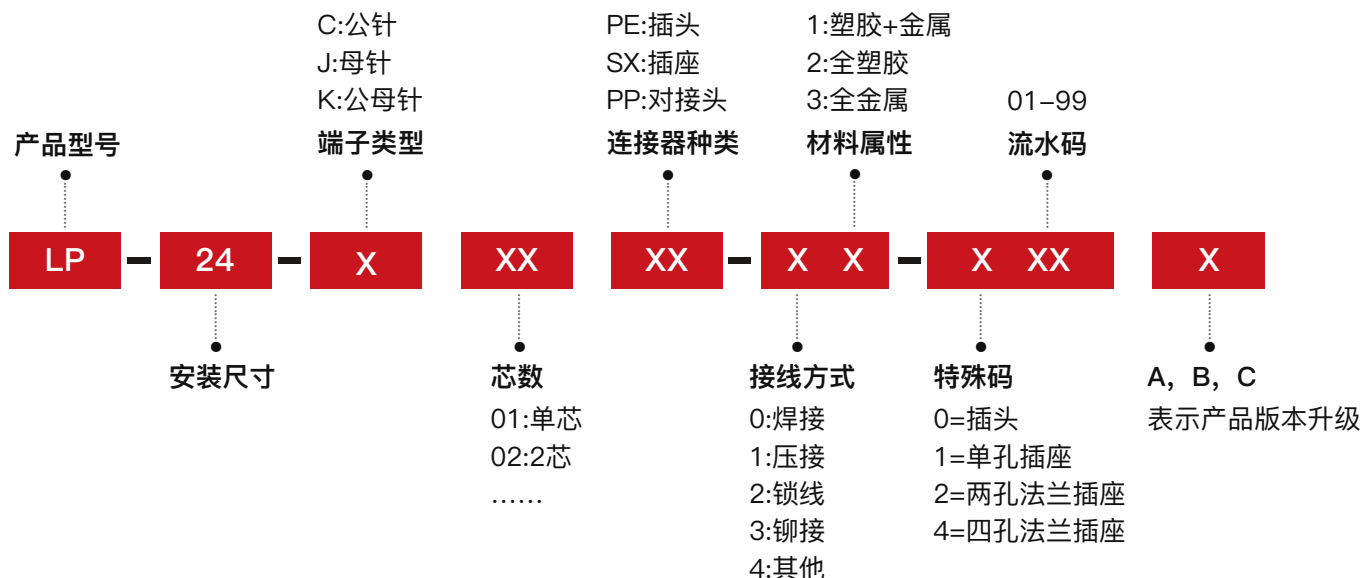 C:公针 PE:插头 1:塑胶+金属
J:母针 SX:插座 2:全塑胶
K:公母针 PP:对接头 3:全金属 01-99
产品型号 端子类型 连接器种类 材料属性 流水码
LP - 24 - X XX XX - X X - X XX X
安装尺寸 芯数 接线方式 特殊码 A，B，C
01:单芯 0:焊接 0=插头 表示产品版本升级
02:2芯 1:压接 1=单孔插座
…… 2:锁线 2=两孔法兰插座
3:铆接 4=四孔法兰插座
4:其他